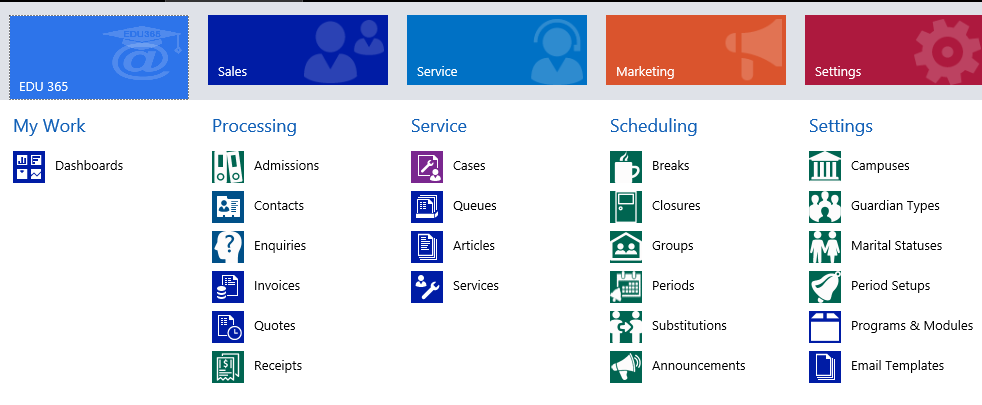 EDU365
EDU 365
Sales
Service
Marketing
Settings
My Work
Dashboards
Processing
Admissions
Contacts
Enquiries
Invoices
Quotes
Receipts
Service
Cases
Queues
Articles
Services
Scheduling
Breaks
Closures
Groups
Periods
Substitutions
Announcements
Settings
Campuses
Guardian Types
Marital Statuses
Period Setups
Programs & Modules
Email Templates